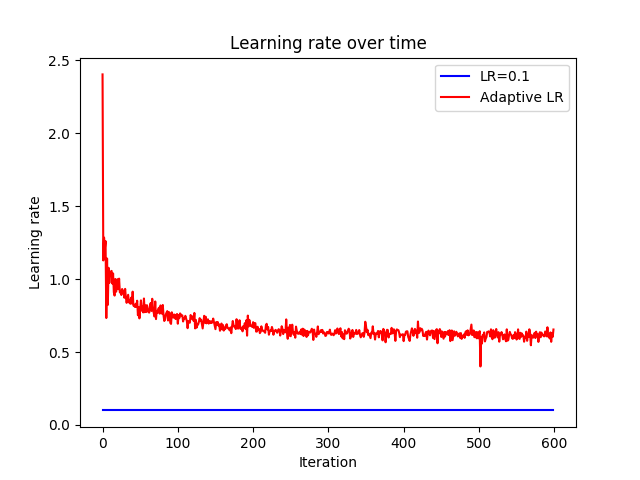 Learning rate over time
LR=0.1
Adaptive LR
Learning rate
2.5
2.0
1.5
1.0
0.5
0.0
0 100 200 300 400 500 600
Iteration